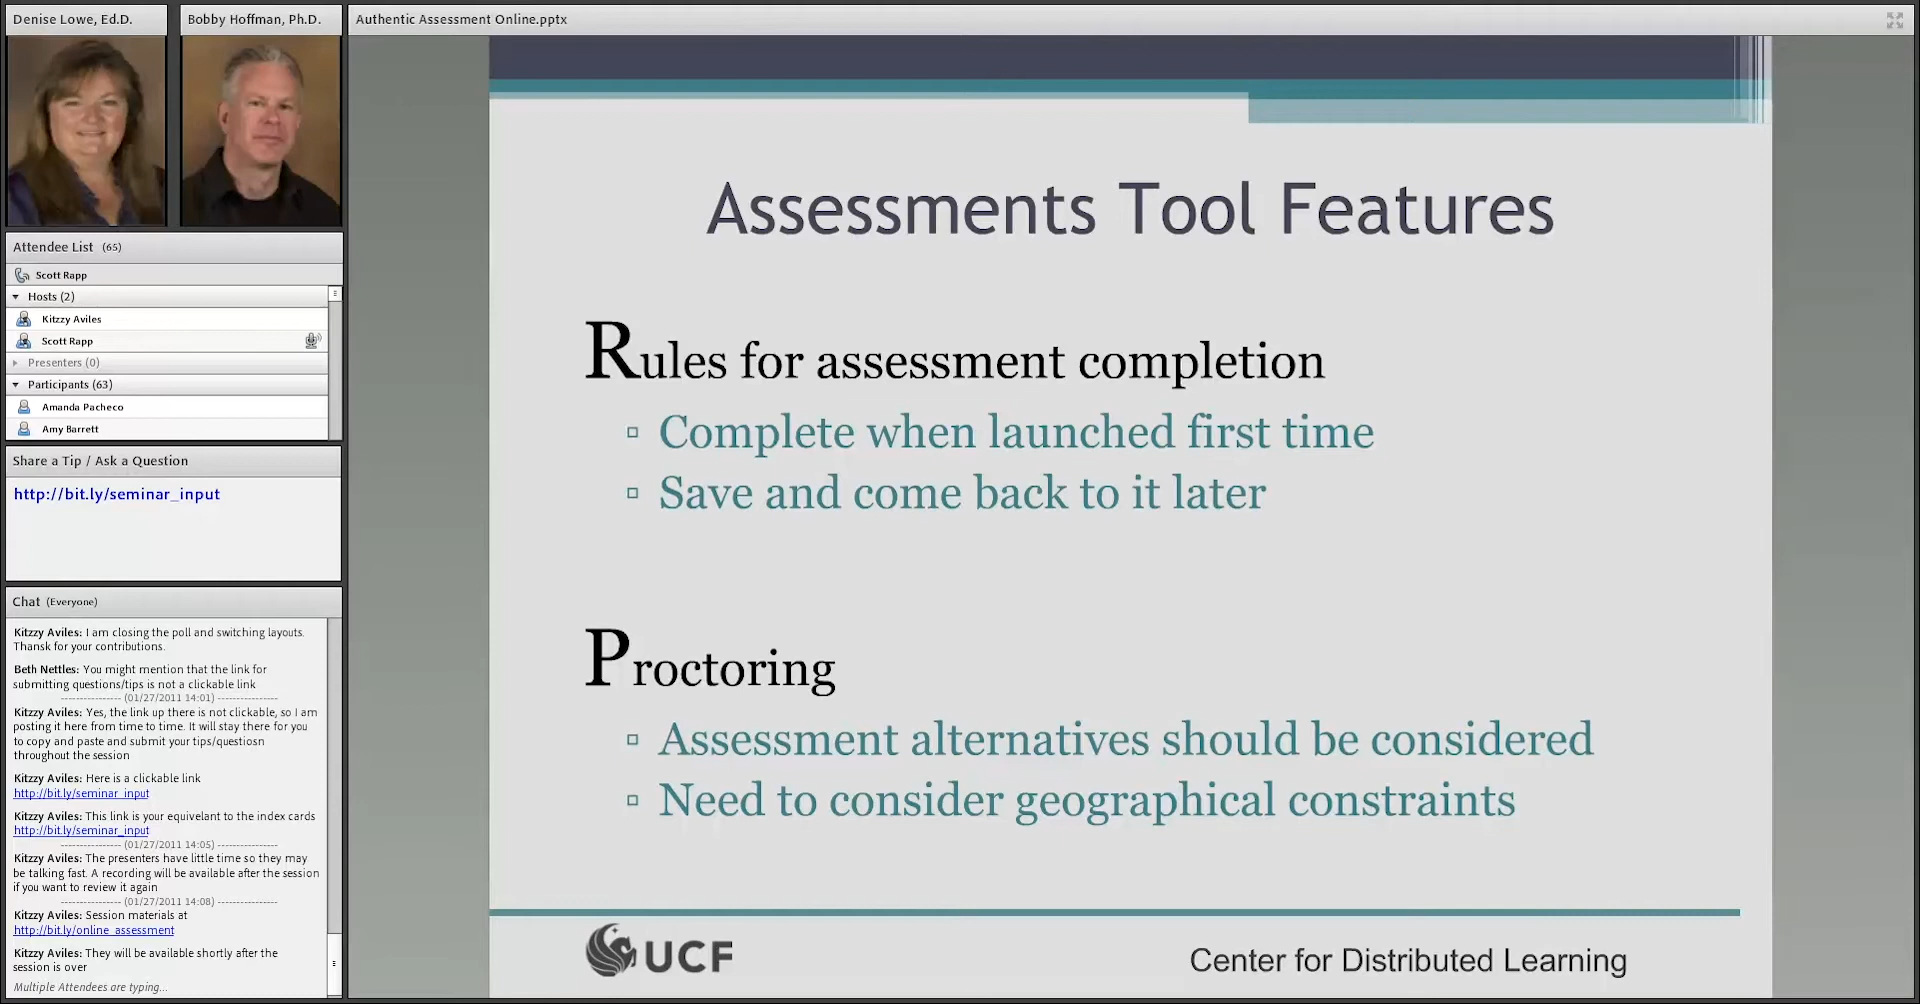 Denise Lowe, Ed.D.
Bobby Hoffman, Ph.D.
Authentic Assessment Online.pptx
Attendee List (65)
Scott Rapp
Hosts (2)
Kitzzy Aviles
Scott Rapp
Presenters (0)
Participants (63)
Amanda Pacheco
Amy Barrett
Share a Tip / Ask a Question
http://bit.ly/seminar_input
Chat (Everyone)
Kitzzy Aviles: I am closing the poll and switching layouts.
Thansk for your contributions.
Beth Nettles: You might mention that the link for
submitting questions/tips is not a clickable link
---------------- (01/27/2011 14:01) ----------------
Kitzzy Aviles: Yes, the link up there is not clickable, so I am
posting it here from time to time. It will stay there for you
to copy and paste and submit your tips/questiosn
throughout the session
Kitzzy Aviles: Here is a clickable link
http://bit.ly/seminar_input
Kitzzy Aviles: This link is your equivelant to the index cards
http://bit.ly/seminar_input
---------------- (01/27/2011 14:05) ----------------
Kitzzy Aviles: The presenters have little time so they may
be talking fast. A recording will be available after the session
if you want to review it again
---------------- (01/27/2011 14:08) ----------------
Kitzzy Aviles: Session materials at
http://bit.ly/online_assessment
Kitzzy Aviles: They will be available shortly after the
session is over
Multiple Attendees are typing...
Assessments Tool Features
Rules for assessment completion
Complete when launched first time
Save and come back to it later
Proctoring
Assessment alternatives should be considered
Need to consider geographical constraints
UCF
Center for Distributed Learning